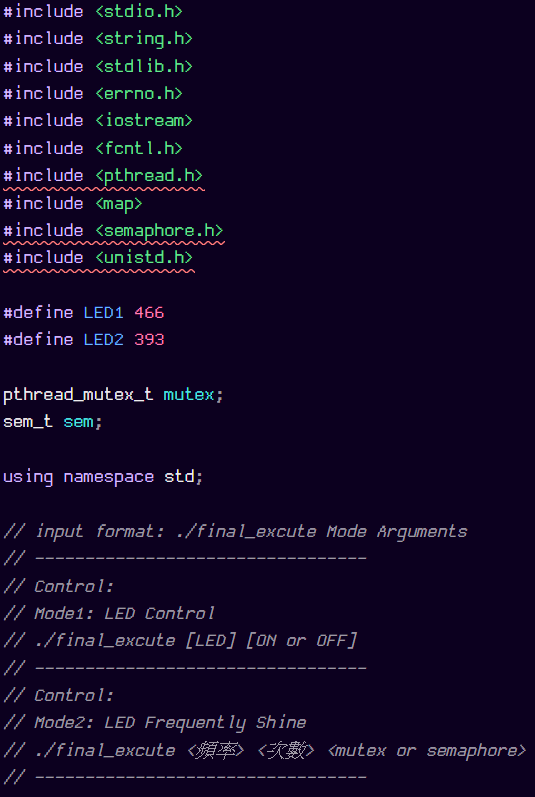 #include <stdio.h>
#include <string.h>
#include <stdlib.h>
#include <errno.h>
#include <iostream>
#include <fcntl.h>
#include <pthread.h>
#include <map>
#include <semaphore.h>
#include <unistd.h>
#define LED1 466
#define LED2 393
pthread_mutex_t mutex;
sem_t sem;
using namespace std;
// input format: ./final_excute Mode Arguments
// ---------------------------------
// Control:
// Mode1: LED Control
// ./final_excute [LED] [ON or OFF]
// ---------------------------------
// Control:
// Mode2: LED Frequently Shine
// ./final_excute <頻率> <次數> <mutex or semaphore>
// ---------------------------------